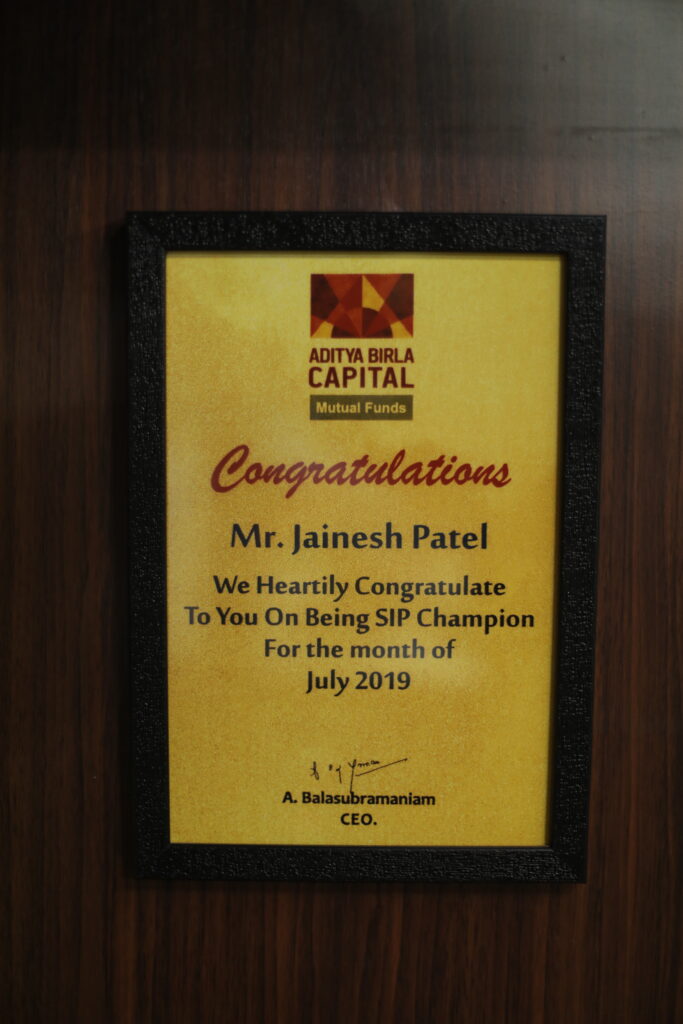 ADITYA BIRLA
CAPITAL
Mutual Funds
Congratulations
Mr. Jainesh Patel
We Heartily Congratulate
To You On Being SIP Champion
For the month of
July 2019
A. Balasubramaniam
CEO.